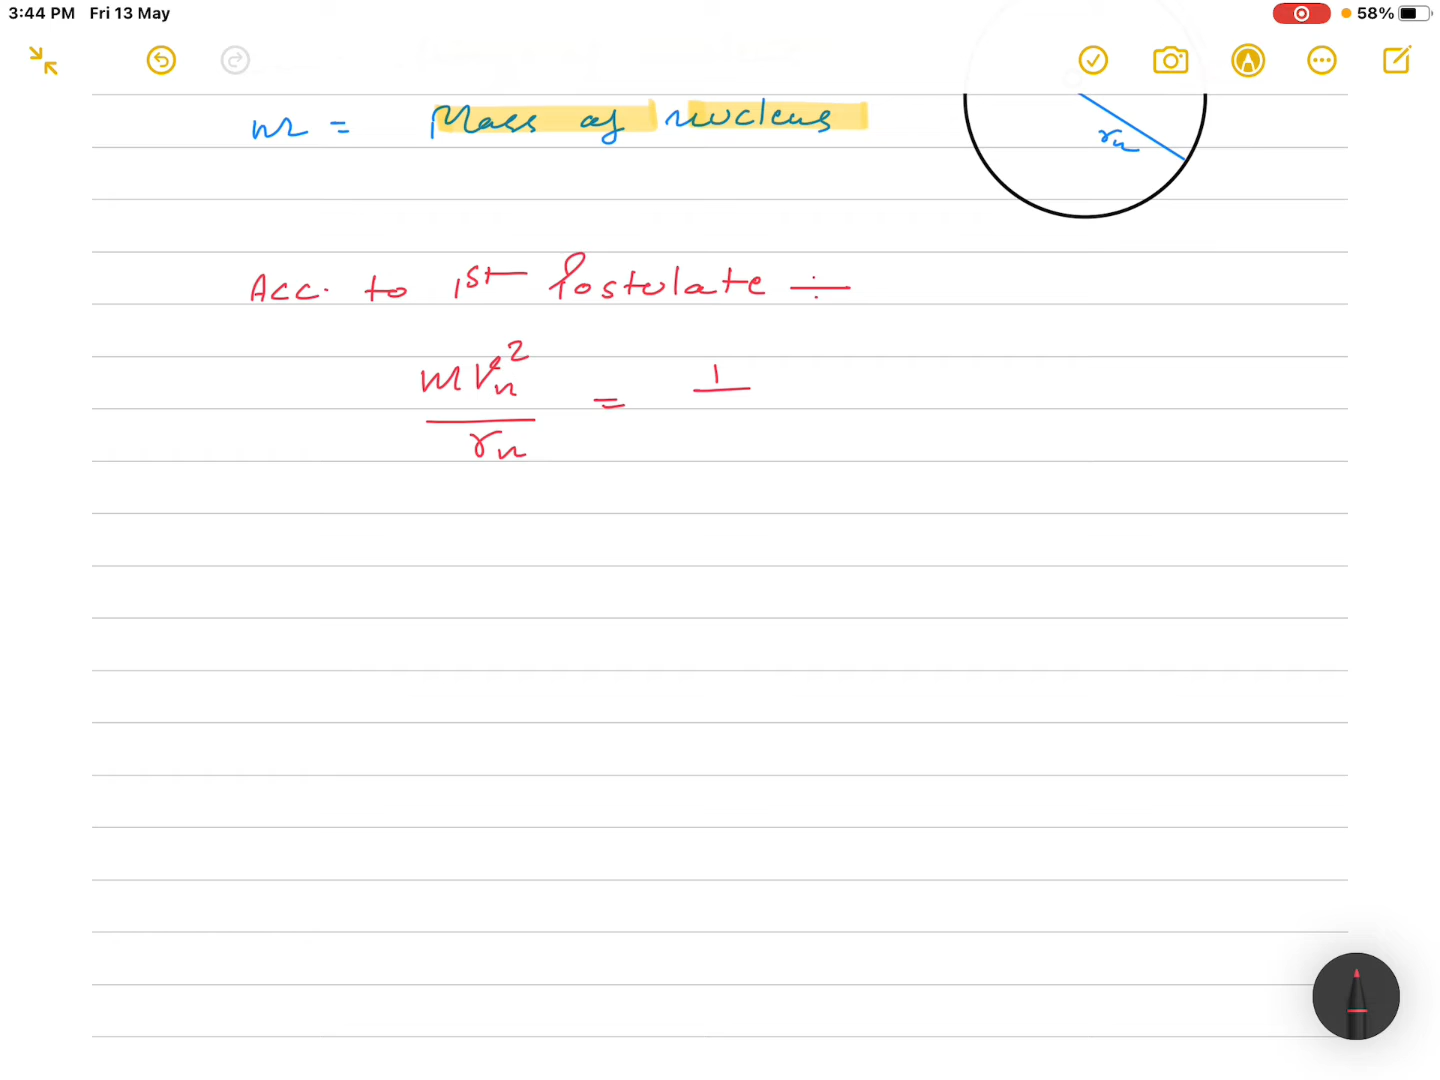 3:44 PM Fri 13 May 58%
m = Mass of nucleus
rn
Acc. to 1st Postulate ÷
mVn² / rn = 1